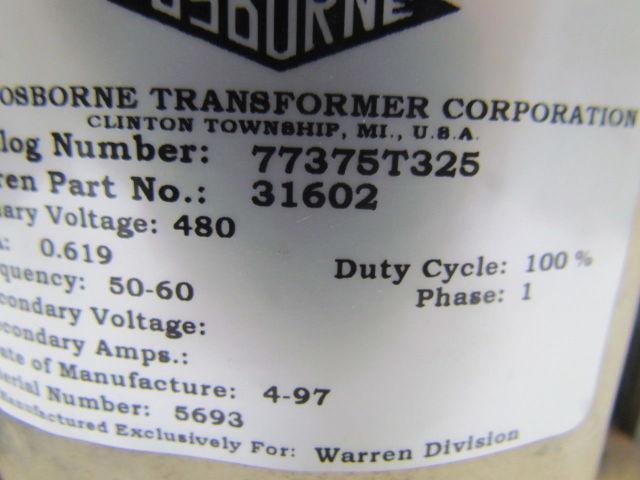 OSBORNE
OSBORNE TRANSFORMER CORPORATION
CLINTON TOWNSHIP, MI., U.S.A.
log Number: 77375T325
ren Part No.: 31602
ary Voltage: 480
: 0.619
Duty Cycle: 100 %
quency: 50-60
Phase: 1
condary Voltage:
condary Amps.:
ate of Manufacture: 4-97
erial Number: 5693
Manufactured Exclusively For: Warren Division